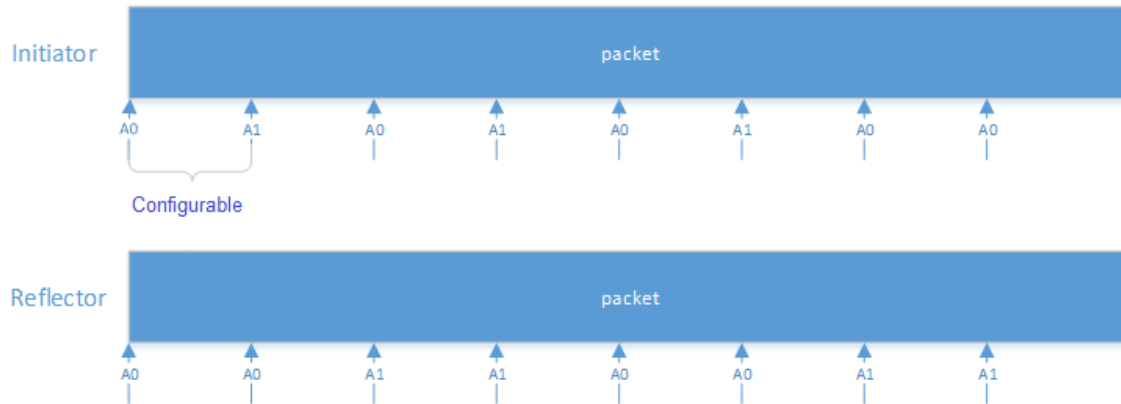 packet
Initiator
A0 A1 A0 A1 A0 A1 A0 A0
Configurable
packet
Reflector
A0 A0 A1 A1 A0 A0 A1 A1